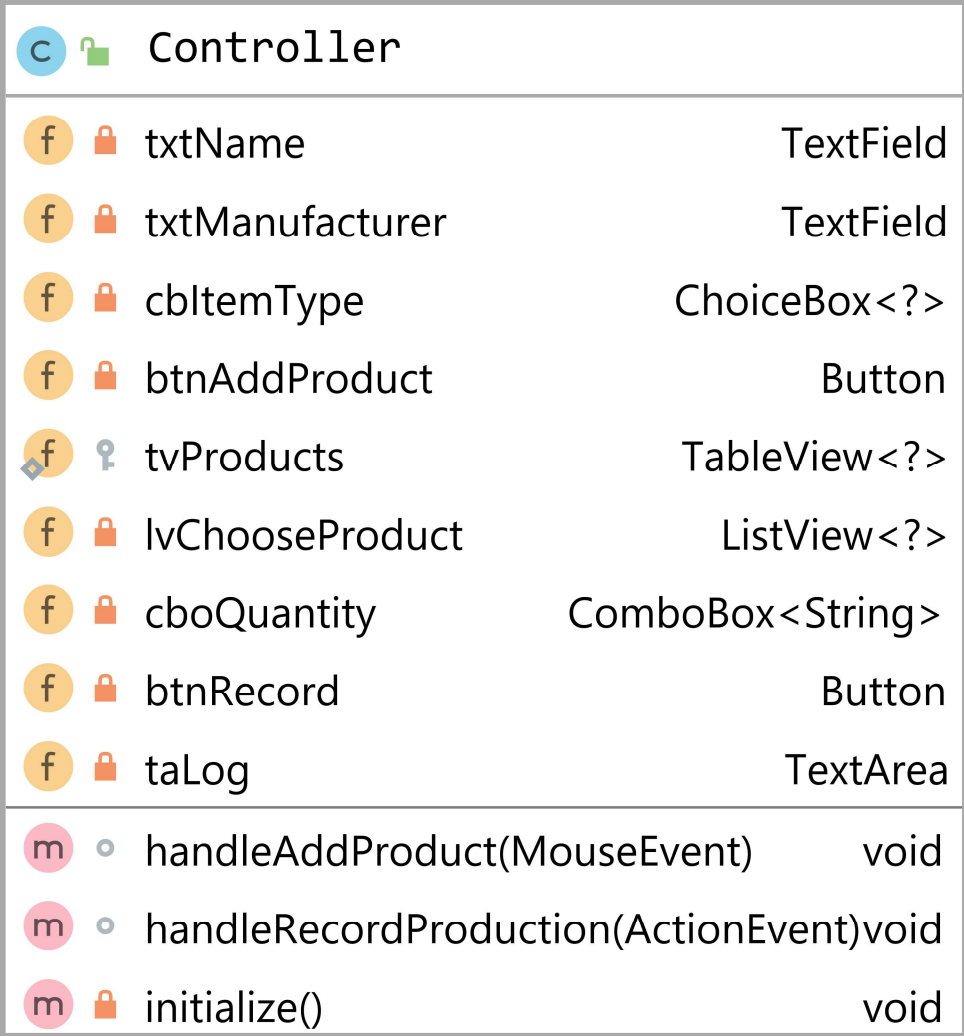 C Controller
f txtName TextField
f txtManufacturer TextField
f cbItemType ChoiceBox<?>
f btnAddProduct Button
f tvProducts TableView<?>
f lvChooseProduct ListView<?>
f cboQuantity ComboBox<String>
f btnRecord Button
f taLog TextArea
m handleAddProduct(MouseEvent) void
m handleRecordProduction(ActionEvent) void
m initialize() void